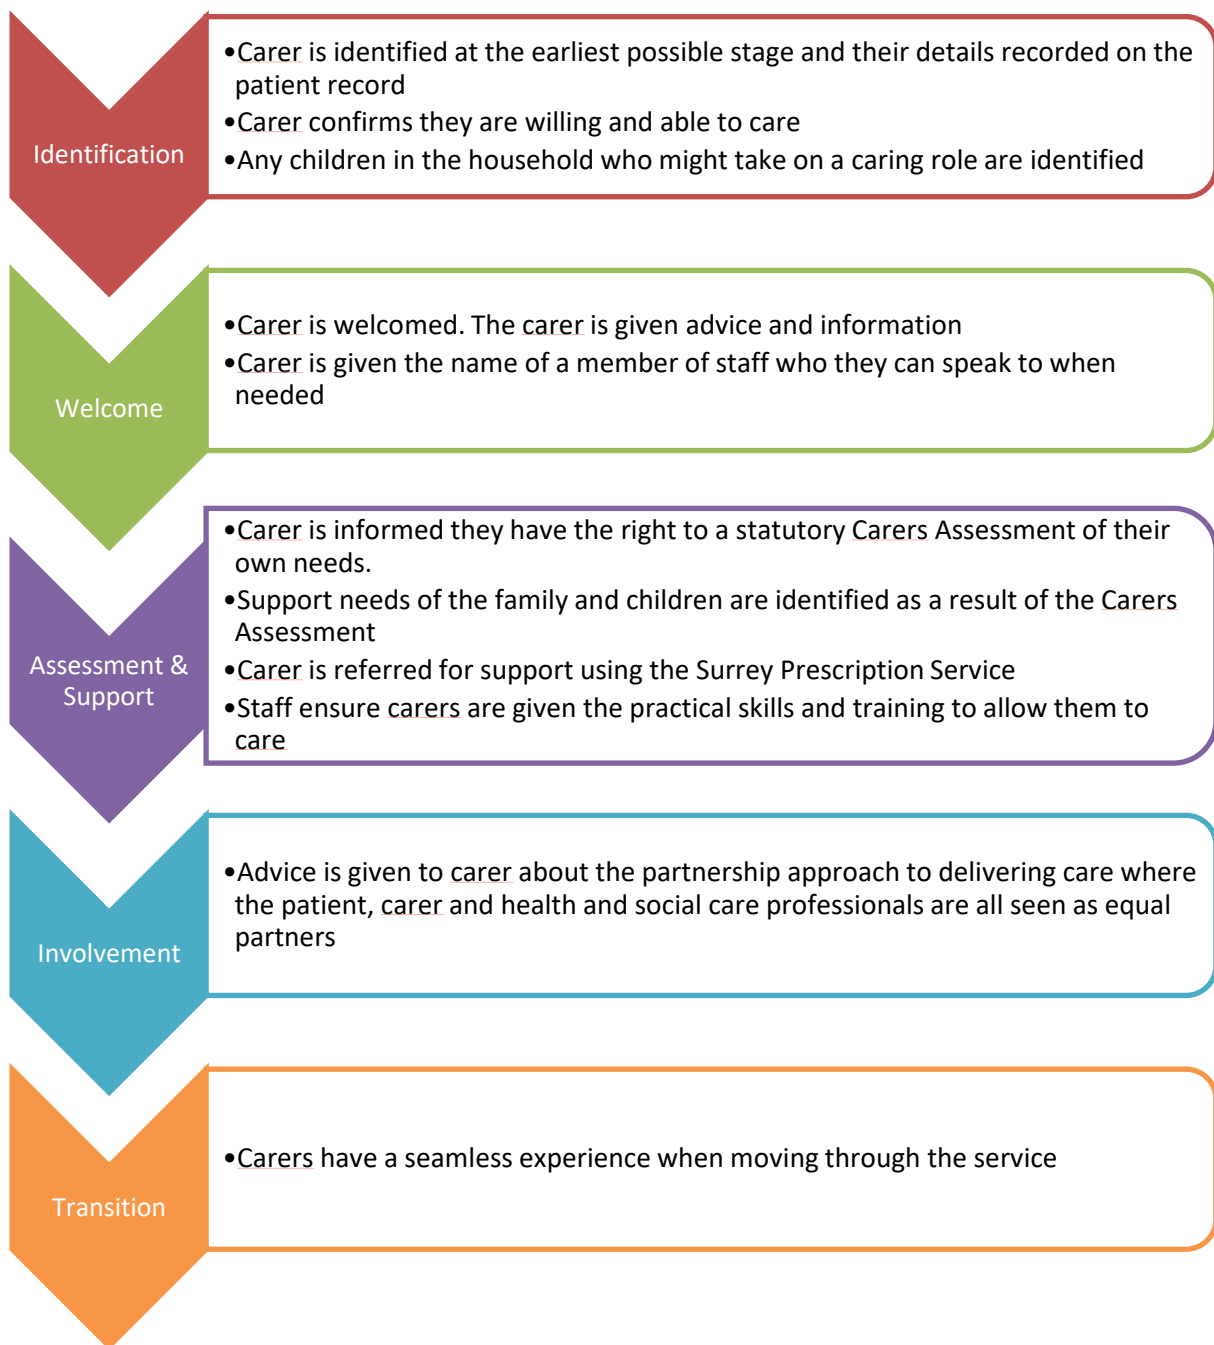 Identification
•Carer is identified at the earliest possible stage and their details recorded on the
patient record
•Carer confirms they are willing and able to care
•Any children in the household who might take on a caring role are identified
Welcome
•Carer is welcomed. The carer is given advice and information
•Carer is given the name of a member of staff who they can speak to when
needed
Assessment &
Support
•Carer is informed they have the right to a statutory Carers Assessment of their
own needs.
•Support needs of the family and children are identified as a result of the Carers
Assessment
•Carer is referred for support using the Surrey Prescription Service
•Staff ensure carers are given the practical skills and training to allow them to
care
Involvement
•Advice is given to carer about the partnership approach to delivering care where
the patient, carer and health and social care professionals are all seen as equal
partners
Transition
•Carers have a seamless experience when moving through the service